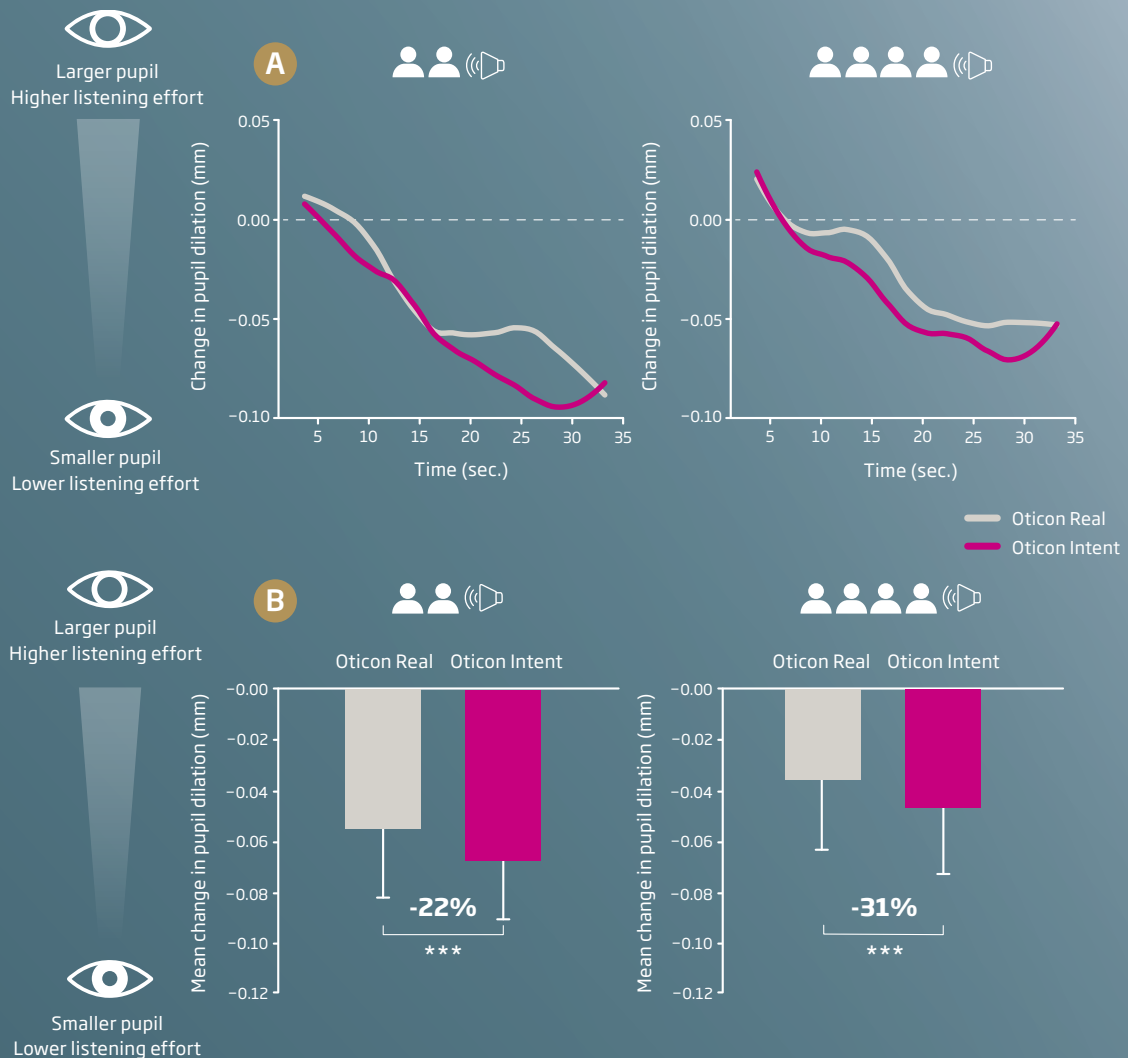 Larger pupil
Higher listening effort
Smaller pupil
Lower listening effort
A
Change in pupil dilation (mm)
0.05
0.00
−0.05
−0.10
5 10 15 20 25 30 35
Time (sec.)
Change in pupil dilation (mm)
0.05
0.00
−0.05
−0.10
5 10 15 20 25 30 35
Time (sec.)
Oticon Real
Oticon Intent
Larger pupil
Higher listening effort
Smaller pupil
Lower listening effort
B
Oticon Real Oticon Intent
Mean change in pupil dilation (mm)
−0.00
−0.02
−0.04
−0.06
−0.08
−0.10
−0.12
-22%
***
Oticon Real Oticon Intent
Mean change in pupil dilation (mm)
−0.00
−0.02
−0.04
−0.06
−0.08
−0.10
−0.12
-31%
***